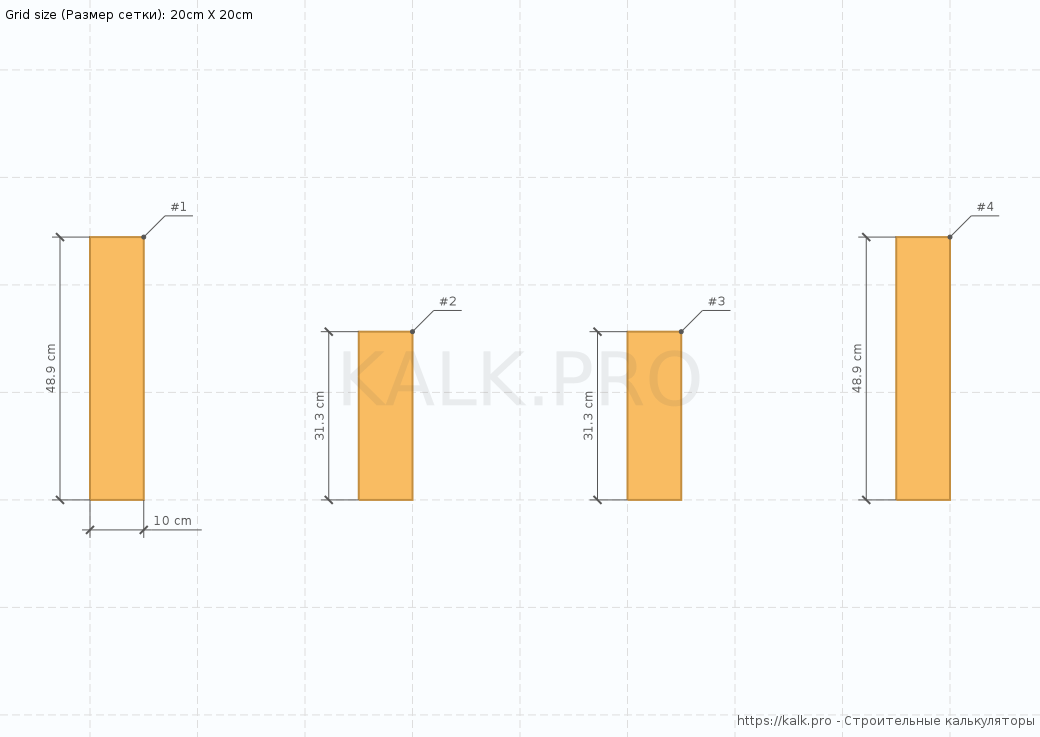 Grid size (Размер сетки): 20cm X 20cm
#1
#4
#2
#3
48.9 cm
31.3 cm
31.3 cm
48.9 cm
KALK.PRO
10 cm
https://kalk.pro - Строительные калькуляторы